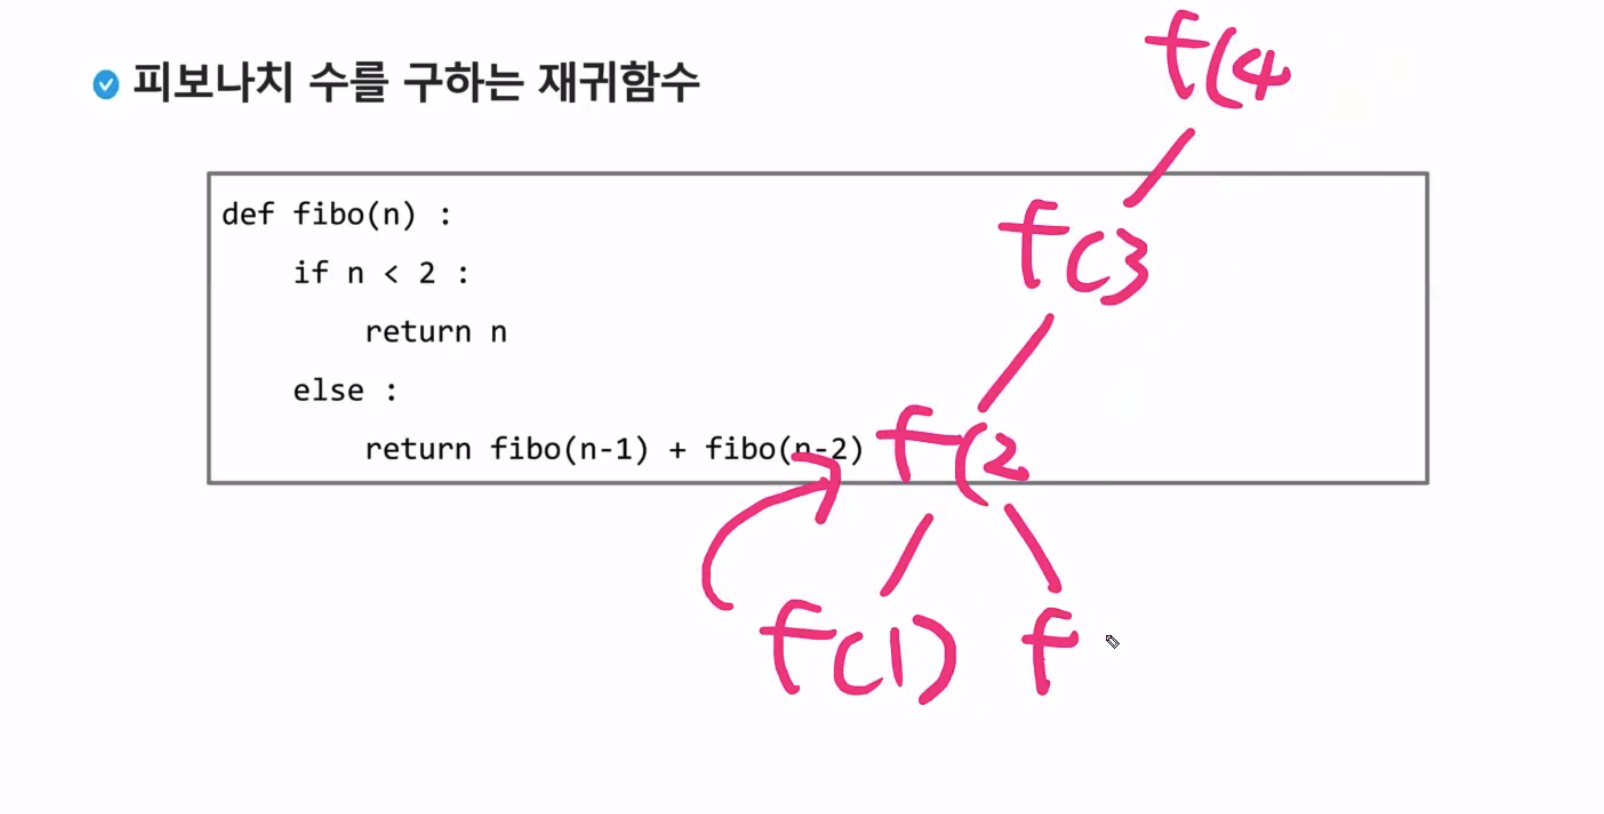 피보나치 수를 구하는 재귀함수
def fibo(n) :
if n < 2 :
return n
else :
return fibo(n-1) + fibo(n-2)
f(4
f(3
f(2
f(1) f